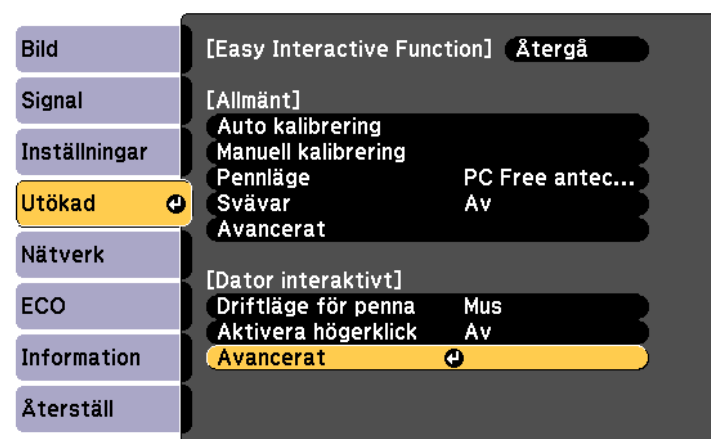 Bild
Signal
Inställningar
Utökad
Nätverk
ECO
Information
Återställ
[Easy Interactive Function] Återgå
[Allmänt]
Auto kalibrering
Manuell kalibrering
Pennläge PC Free antec...
Svävar Av
Avancerat
[Dator interaktivt]
Driftläge för penna Mus
Aktivera högerklick Av
Avancerat